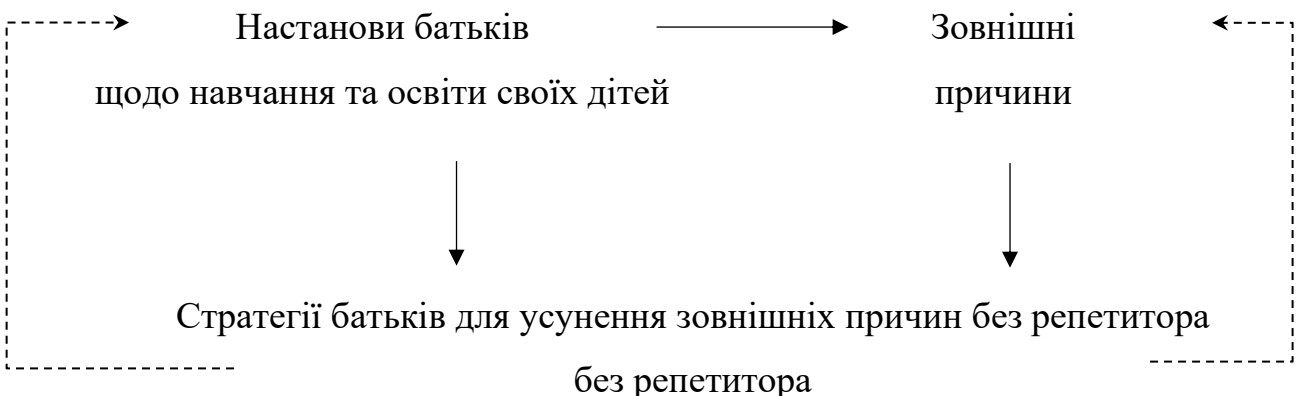 Настанови батьків
щодо навчання та освіти своїх дітей
Зовнішні
причини
Стратегії батьків для усунення зовнішніх причин без репетитора
без репетитора